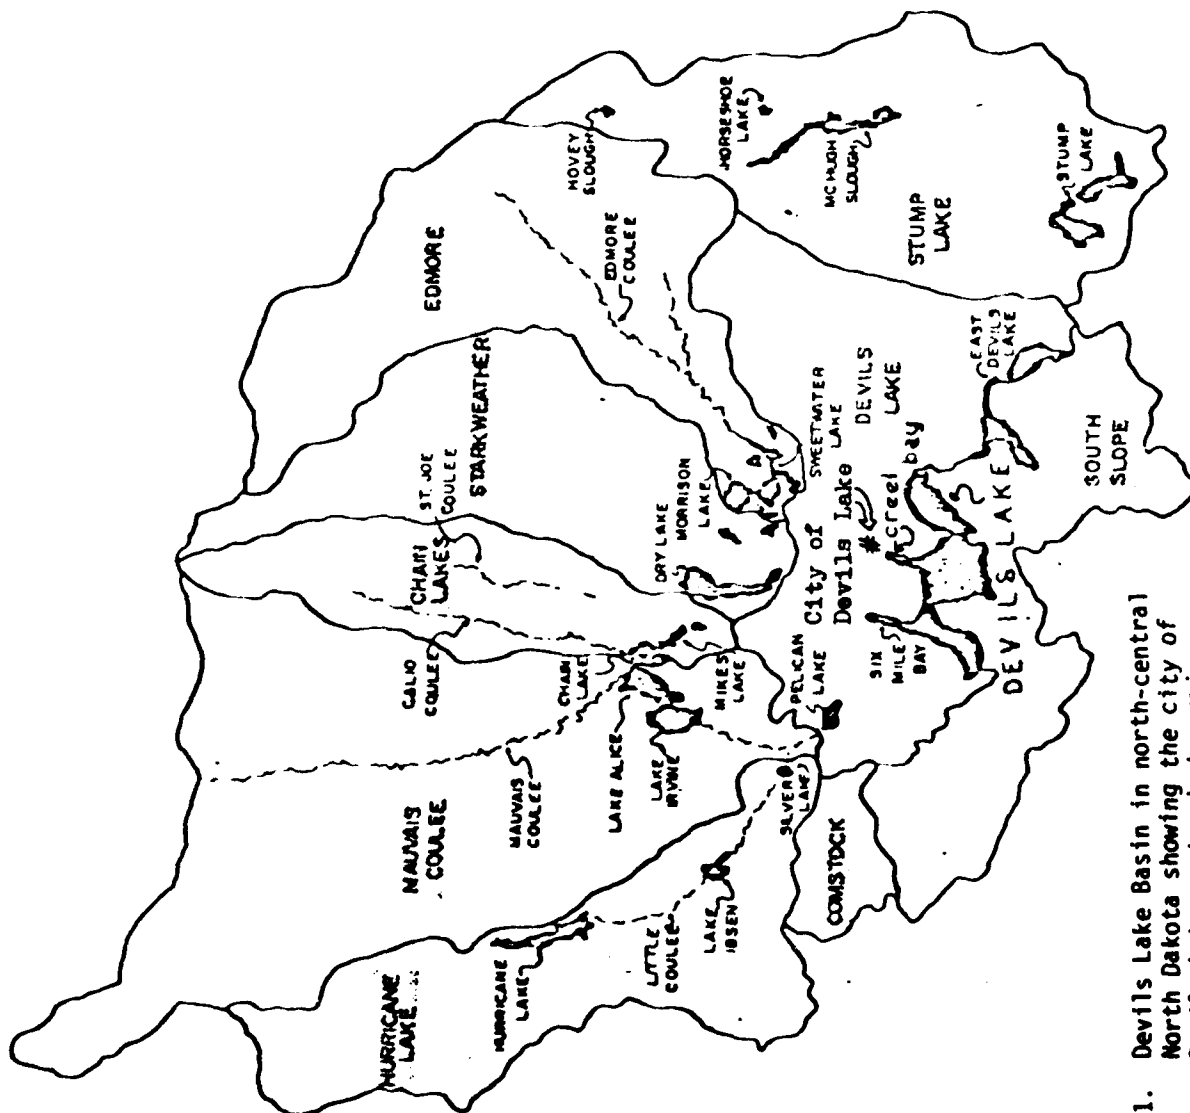 HURRICANE
LAKE
MAUVAIS
COULEE
CHAIN
LAKES
STARKWEATHER
EDMORE
HURRICANE
LAKE
MAUVAIS
COULEE
CALIO
COULEE
ST. JOE
COULEE
HOVEY
SLOUGH
EDMORE
COULEE
LITTLE
COULEE
LAKE ALICE
LAKE
IRVINE
CHAIN
LAKE
DRY LAKE
MORRISON
LAKE
HORSESHOE
LAKE
LAKE
IBSEN
MIKES
LAKE
SILVER
LAKE
PELICAN
LAKE
SWEETWATER
LAKE
MCHUGH
SLOUGH
COMSTOCK
City of
Devils Lake
#
DEVILS
LAKE
STUMP
LAKE
SIX
MILE
BAY
Creel bay
EAST
DEVILS
LAKE
STUMP
LAKE
DEVILS LAKE
SOUTH
SLOPE
1. Devils Lake Basin in north-central
North Dakota showing the city of